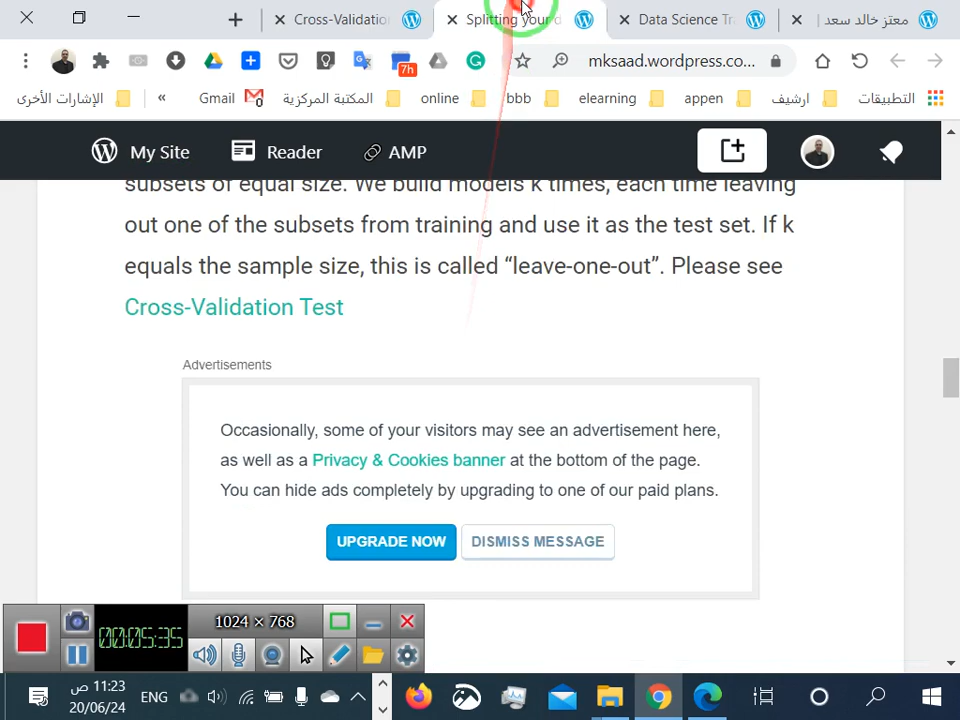 Cross-Validation
Splitting your d
Data Science Tra
معتز خالد سعد |
7h
mksaad.wordpress.co...
الإشارات الأخرى
«
Gmail
المكتبة المركزية
online
bbb
elearning
appen
ارشيف
التطبيقات
My Site
Reader
AMP
subsets of equal size. We build models k times, each time leaving
out one of the subsets from training and use it as the test set. If k
equals the sample size, this is called “leave-one-out”. Please see
Cross-Validation Test
Advertisements
Occasionally, some of your visitors may see an advertisement here,
as well as a Privacy & Cookies banner at the bottom of the page.
You can hide ads completely by upgrading to one of our paid plans.
UPGRADE NOW
DISMISS MESSAGE
1024 × 768
00:05:35
11:23 ص
20/06/24
ENG